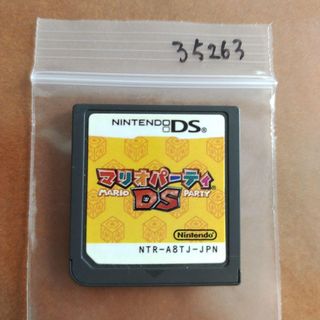 35263
NINTENDO DS
マリオパーティ
MARIO DS PARTY
Nintendo
NTR-A8TJ-JPN